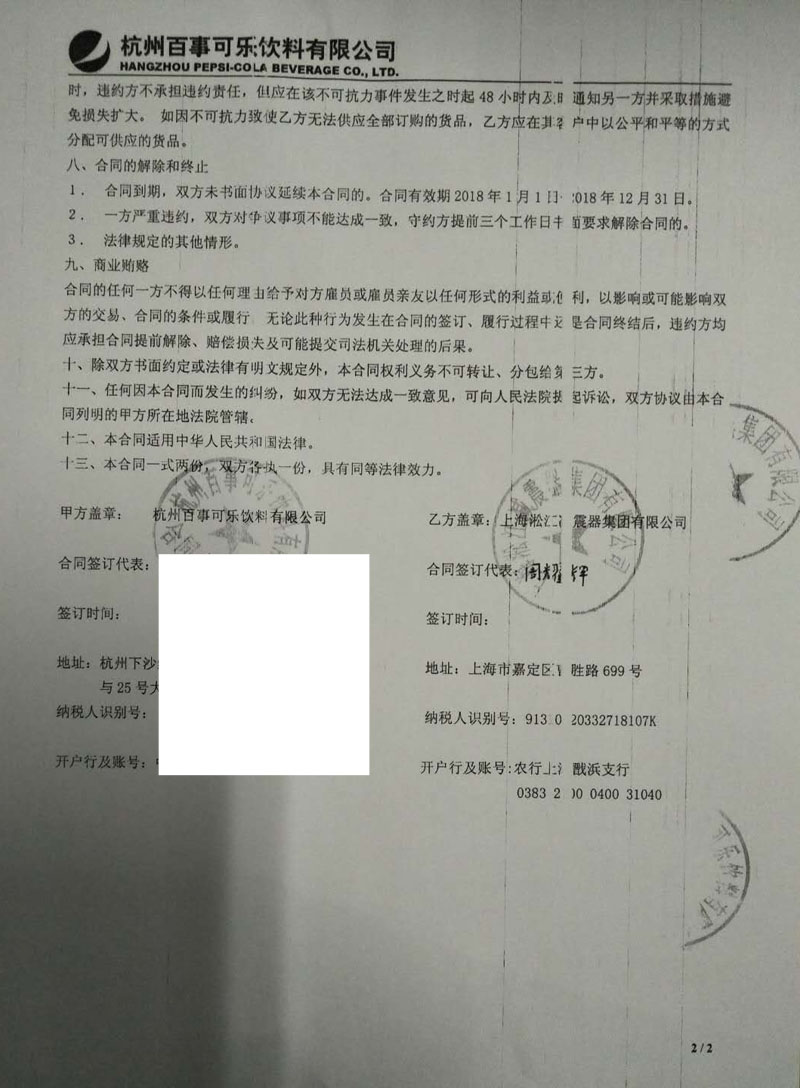 杭州百事可乐饮料有限公司
HANGZHOU PEPSI-COLA BEVERAGE CO., LTD.
时,违约方不承担违约责任,但应在该不可抗力事件发生之时起 48 小时内及 通知另一方并采取措施避
免损失扩大。 如因不可抗力致使乙方无法供应全部订购的货品,乙方应在其 户中以公平和平等的方式
分配可供应的货品。
八、合同的解除和终止
1. 合同到期,双方未书面协议延续本合同的。合同有效期 2018 年 1 月 1 日 018 年 12 月 31 日。
2. 一方严重违约,双方对争议事项不能达成一致,守约方提前三个工作日书 面要求解除合同的。
3. 法律规定的其他情形。
九、商业贿赂
合同的任何一方不得以任何理由给予对方雇员或雇员亲友以任何形式的利益或 利,以影响或可能影响双
方的交易、合同的条件或履行 无论此种行为发生在合同的签订、履行过程中还 是合同终结后,违约方均
应承担合同提前解除、赔偿损失及可能提交司法机关处理的后果。
十、除双方书面约定或法律有明文规定外,本合同权利义务不可转让、分包给第 三方。
十一、任何因本合同而发生的纠纷,如双方无法达成一致意见,可向人民法院提 起诉讼,双方协议由本合
同列明的甲方所在地法院管辖。
十二、本合同适用中华人民共和国法律。
十三、本合同一式两份,双方各执一份,具有同等法律效力。
集团有限公司
甲方盖章: 杭州百事可乐饮料有限公司
乙方盖章:上海淞江 震器集团有限公司
合同签订代表:
合同签订代表:周耀辉
签订时间:
签订时间:
地址:杭州下沙
与 25 号大
地址:上海市嘉定区 胜路 699 号
纳税人识别号:
纳税人识别号:913 0 20332718107K
开户行及账号:
开户行及账号:农行上海 戬浜支行
0383 2 00 0400 31040
可乐饮料
2 / 2